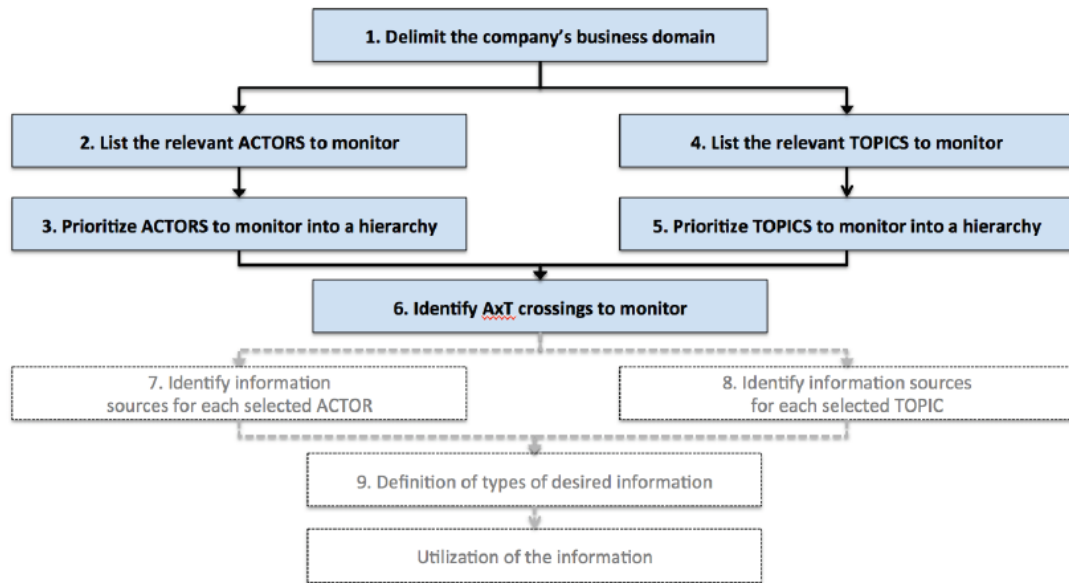 1. Delimit the company's business domain
2. List the relevant ACTORS to monitor
4. List the relevant TOPICS to monitor
3. Prioritize ACTORS to monitor into a hierarchy
5. Prioritize TOPICS to monitor into a hierarchy
6. Identify AxT crossings to monitor
7. Identify information
sources for each selected ACTOR
8. Identify information sources
for each selected TOPIC
9. Definition of types of desired information
Utilization of the information